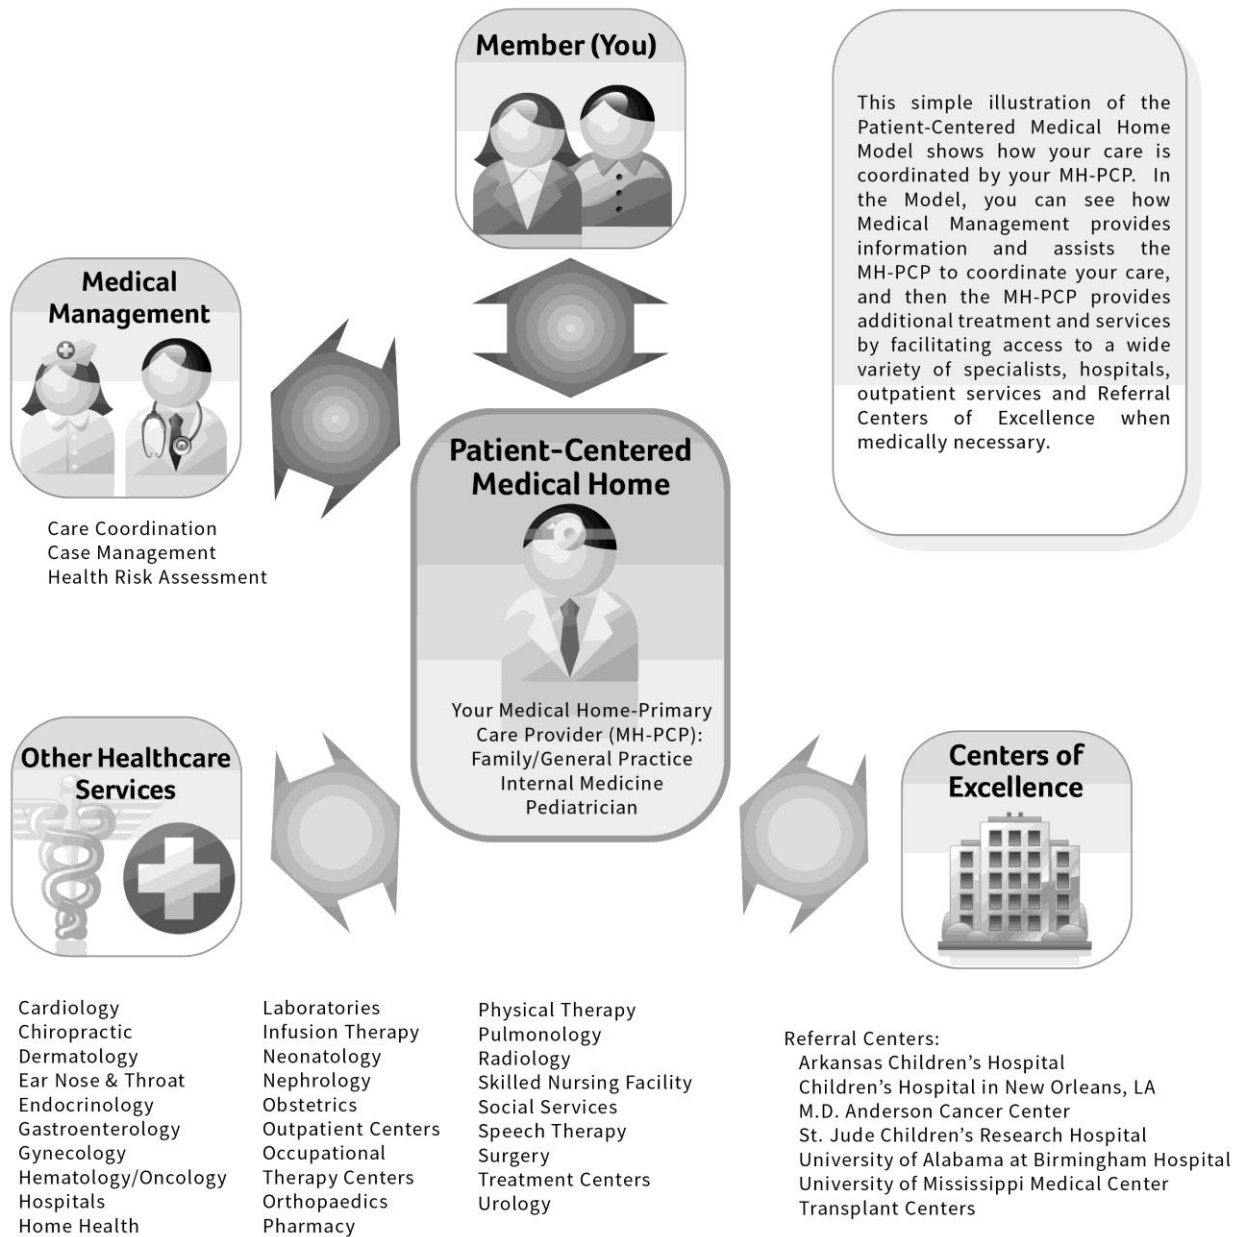 Member (You)
This simple illustration of the
Patient-Centered Medical Home
Model shows how your care is
coordinated by your MH-PCP. In
the Model, you can see how
Medical Management provides
information and assists the
MH-PCP to coordinate your care,
and then the MH-PCP provides
additional treatment and services
by facilitating access to a wide
variety of specialists, hospitals,
outpatient services and Referral
Centers of Excellence when
medically necessary.
Medical
Management
Care Coordination
Case Management
Health Risk Assessment
Patient-Centered
Medical Home
Your Medical Home-Primary
Care Provider (MH-PCP):
Family/General Practice
Internal Medicine
Pediatrician
Other Healthcare
Services
Centers of
Excellence
Cardiology
Chiropractic
Dermatology
Ear Nose & Throat
Endocrinology
Gastroenterology
Gynecology
Hematology/Oncology
Hospitals
Home Health
Laboratories
Infusion Therapy
Neonatology
Nephrology
Obstetrics
Outpatient Centers
Occupational
Therapy Centers
Orthopaedics
Pharmacy
Physical Therapy
Pulmonology
Radiology
Skilled Nursing Facility
Social Services
Speech Therapy
Surgery
Treatment Centers
Urology
Referral Centers:
Arkansas Children's Hospital
Children's Hospital in New Orleans, LA
M.D. Anderson Cancer Center
St. Jude Children's Research Hospital
University of Alabama at Birmingham Hospital
University of Mississippi Medical Center
Transplant Centers